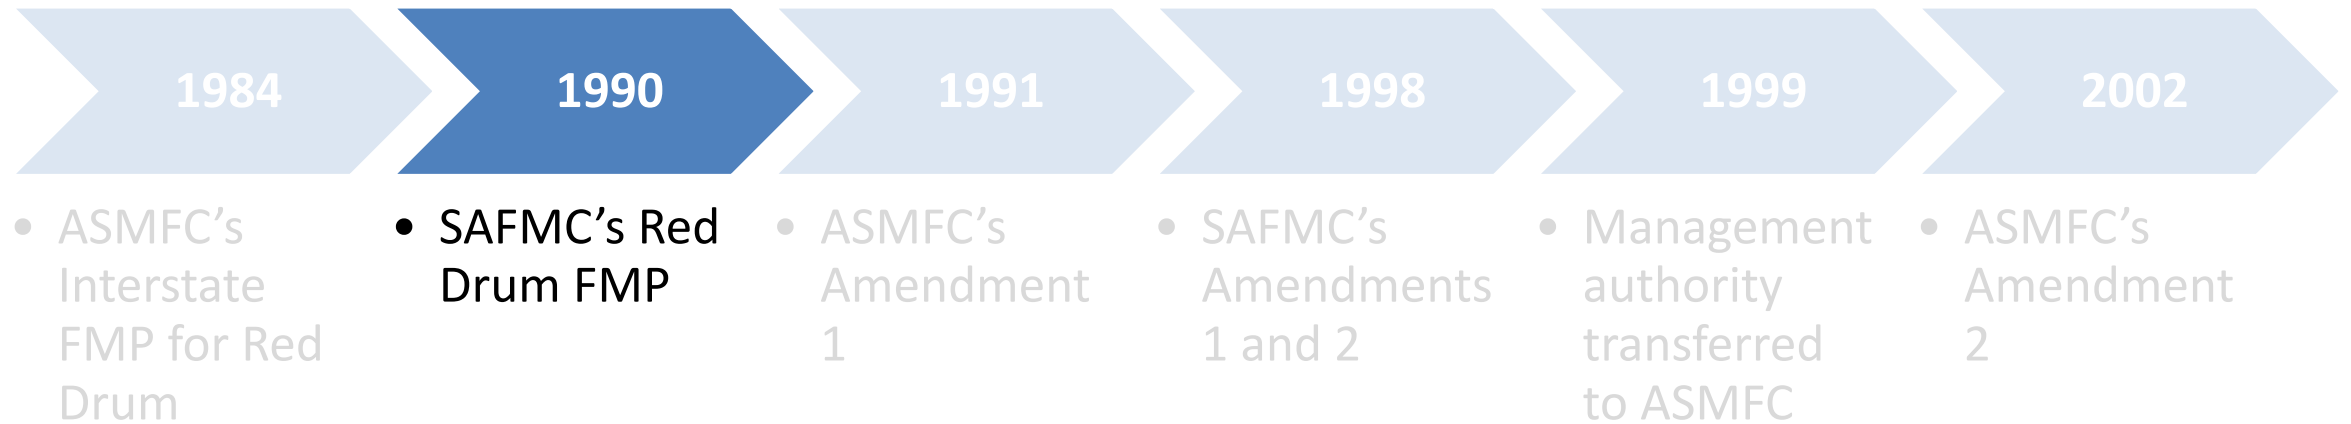 1984
1990
1991
1998
1999
2002
• ASMFC’s
Interstate
FMP for Red
Drum
• SAFMC’s Red
Drum FMP
• ASMFC’s
Amendment
1
• SAFMC’s
Amendments
1 and 2
• Management
authority
transferred
to ASMFC
• ASMFC’s
Amendment
2